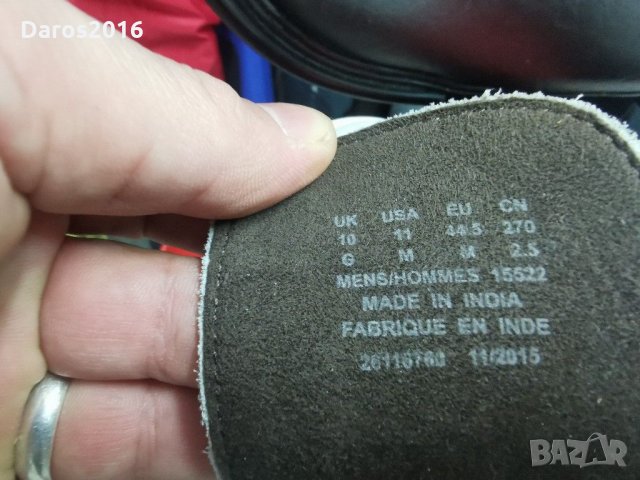 Daros2016
UK USA EU CN
10 11 44.5 270
G M M 2.5
MENS/HOMMES 15522
MADE IN INDIA
FABRIQUE EN INDE
26116760 11/2015
BAZAR